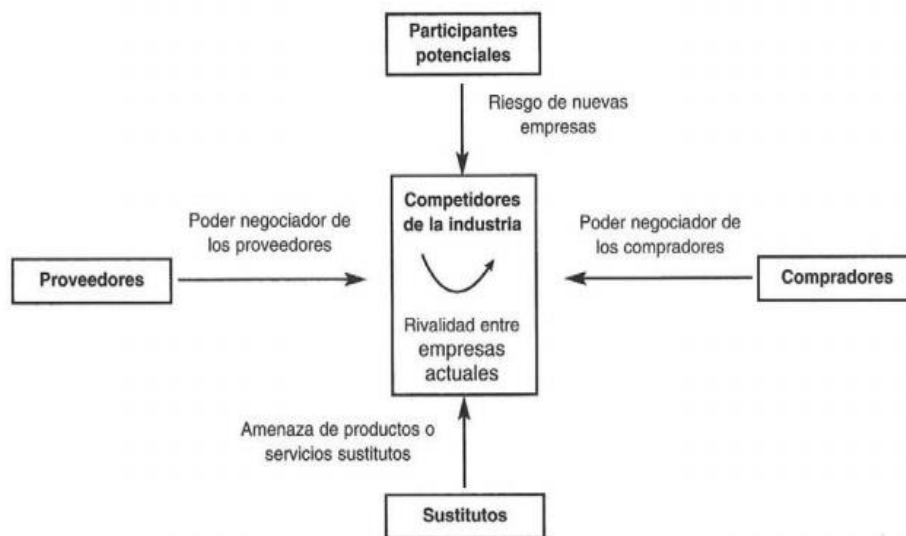 Participantes
potenciales
Riesgo de nuevas
empresas
Competidores
de la industria
Poder negociador de
los proveedores
Poder negociador de
los compradores
Proveedores
Compradores
Rivalidad entre
empresas
actuales
Amenaza de productos o
servicios sustitutos
Sustitutos